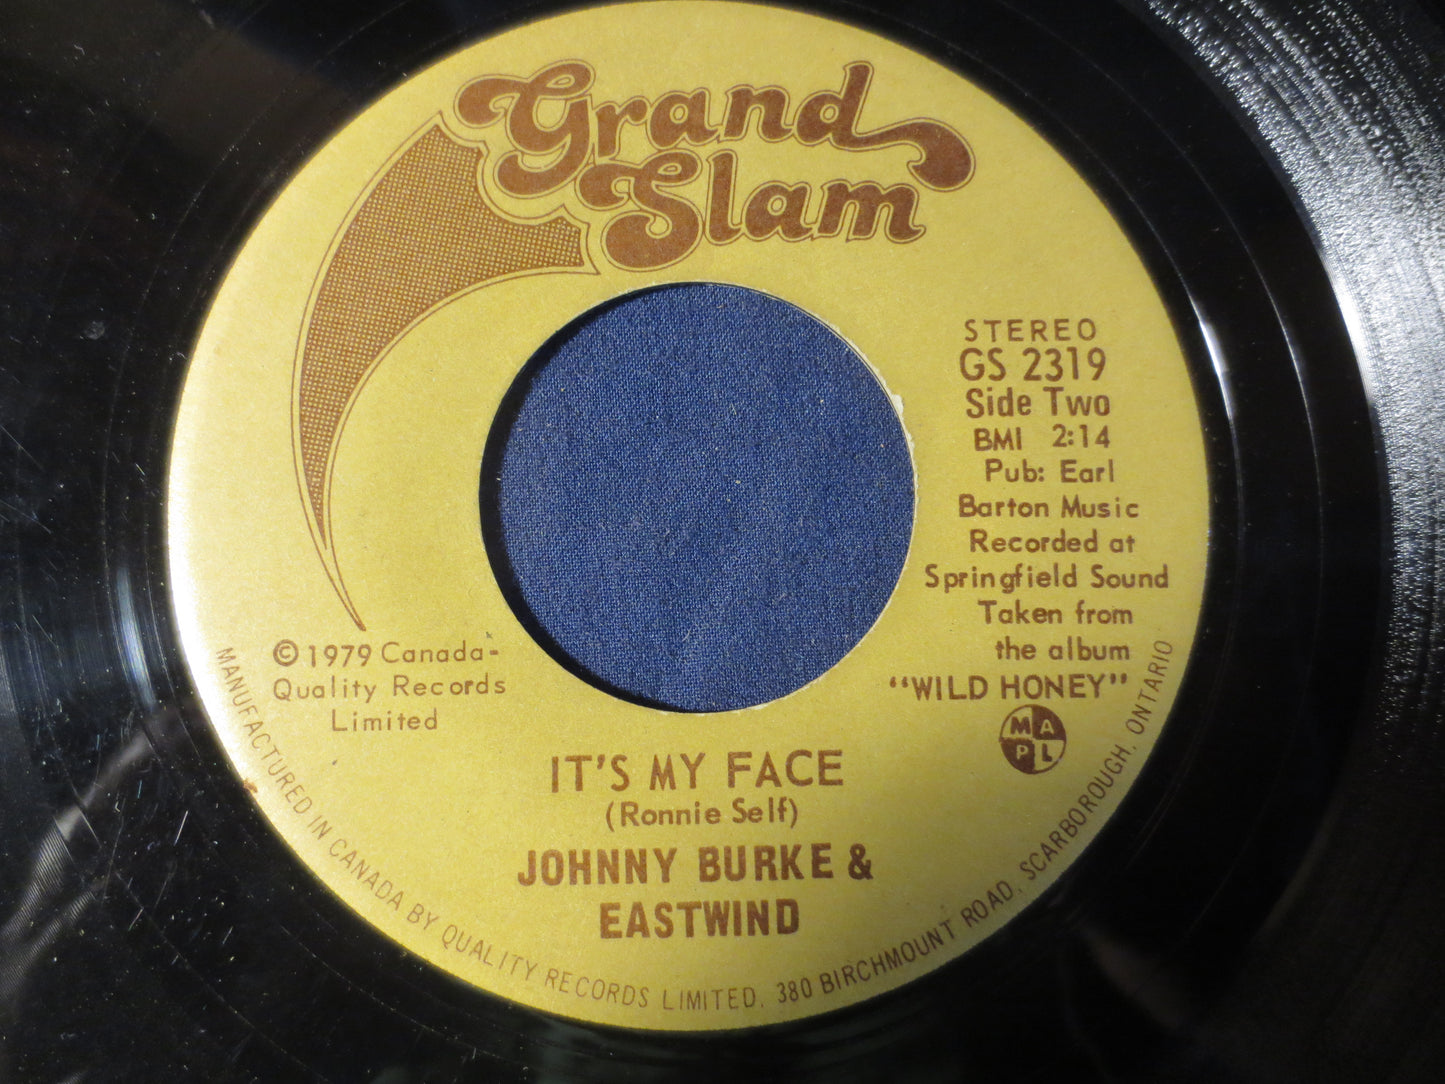 Grand
Slam
STEREO
GS 2319
Side Two
BMI 2:14
Pub: Earl
Barton Music
Recorded at
Springfield Sound
Taken from
the album
"WILD HONEY"
MAPL
© 1979 Canada-
Quality Records
Limited
IT'S MY FACE
(Ronnie Self)
JOHNNY BURKE &
EASTWIND
MANUFACTURED IN CANADA BY QUALITY RECORDS LIMITED, 380 BIRCHMOUNT ROAD, SCARBOROUGH, ONTARIO